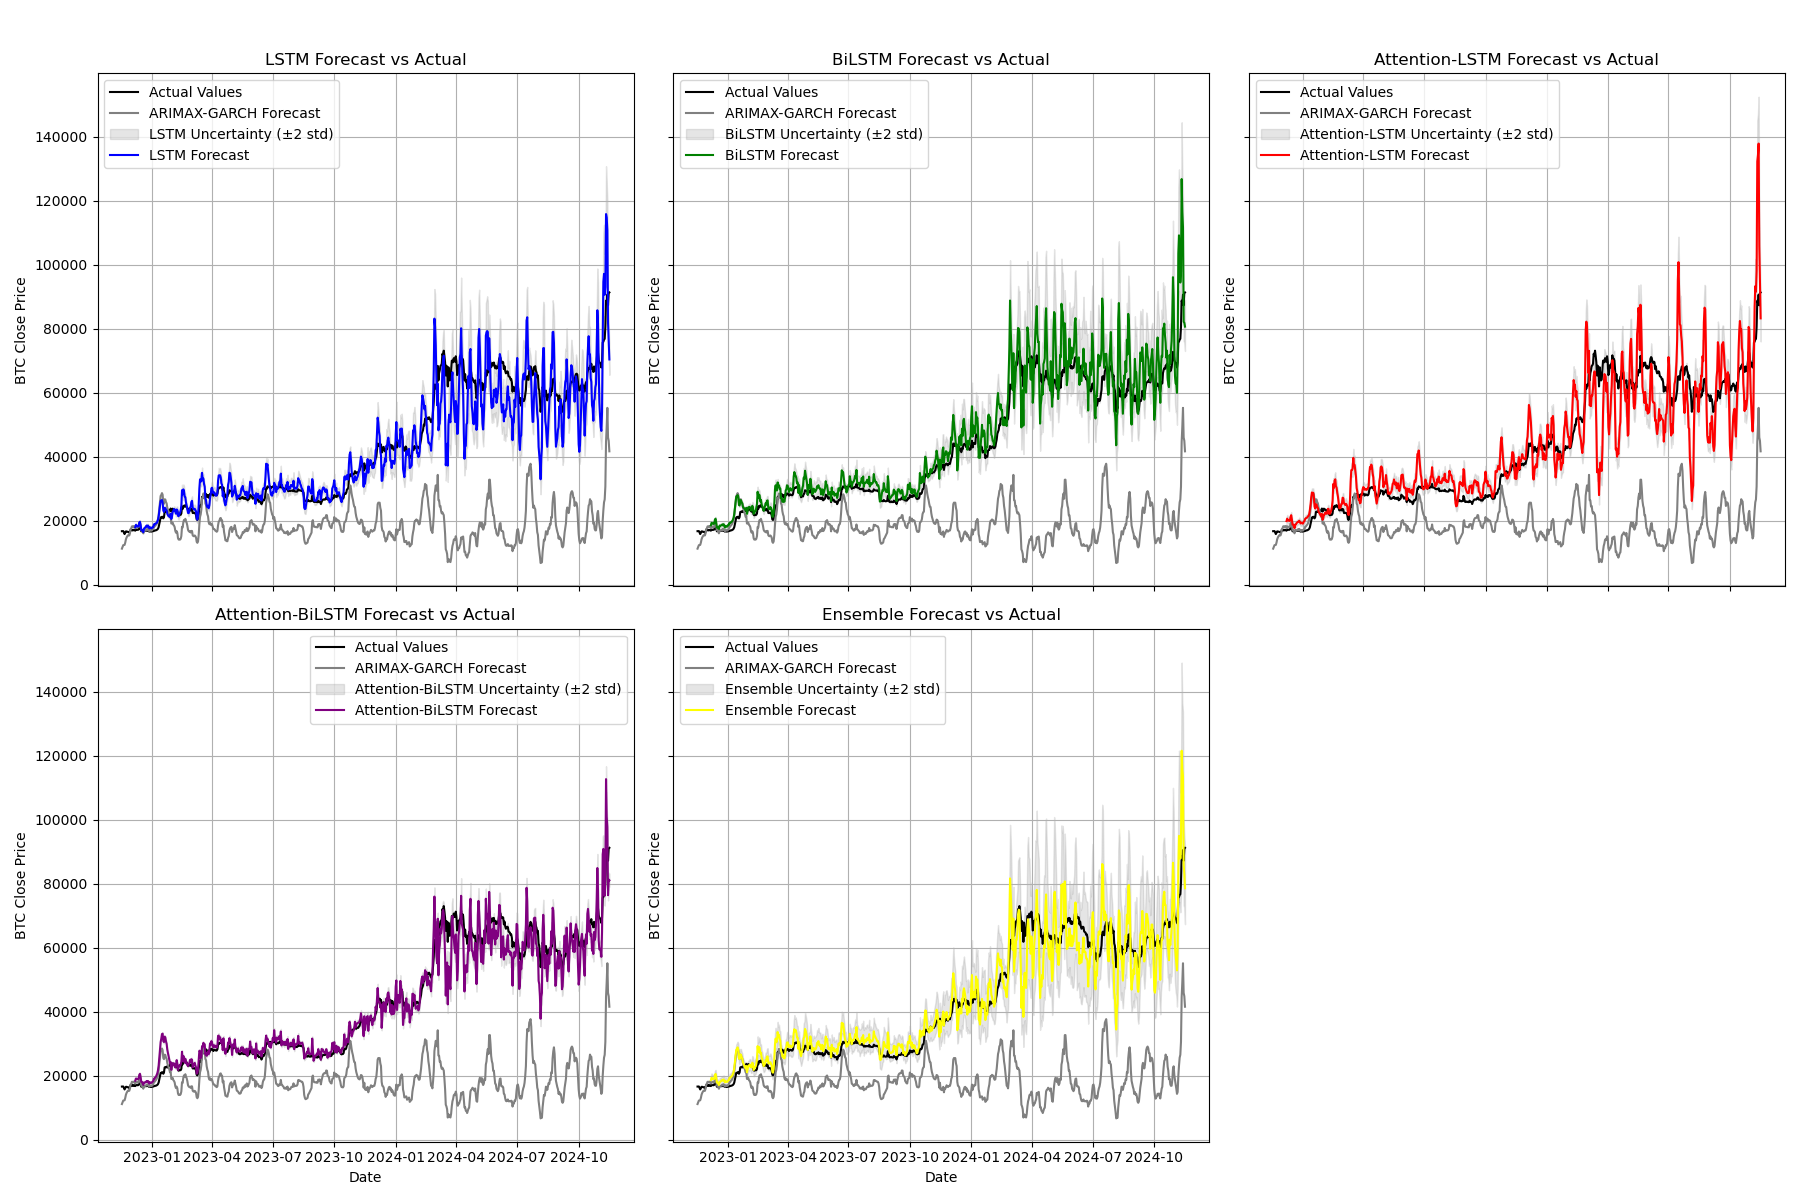 LSTM Forecast vs Actual
Actual Values
ARIMAX-GARCH Forecast
LSTM Uncertainty (±2 std)
LSTM Forecast
140000
120000
100000
80000
60000
40000
20000
0
BTC Close Price
BiLSTM Forecast vs Actual
Actual Values
ARIMAX-GARCH Forecast
BiLSTM Uncertainty (±2 std)
BiLSTM Forecast
BTC Close Price
Attention-LSTM Forecast vs Actual
Actual Values
ARIMAX-GARCH Forecast
Attention-LSTM Uncertainty (±2 std)
Attention-LSTM Forecast
BTC Close Price
Attention-BiLSTM Forecast vs Actual
Actual Values
ARIMAX-GARCH Forecast
Attention-BiLSTM Uncertainty (±2 std)
Attention-BiLSTM Forecast
140000
120000
100000
80000
60000
40000
20000
0
BTC Close Price
2023-01 2023-04 2023-07 2023-10 2024-01 2024-04 2024-07 2024-10
Date
Ensemble Forecast vs Actual
Actual Values
ARIMAX-GARCH Forecast
Ensemble Uncertainty (±2 std)
Ensemble Forecast
BTC Close Price
2023-01 2023-04 2023-07 2023-10 2024-01 2024-04 2024-07 2024-10
Date